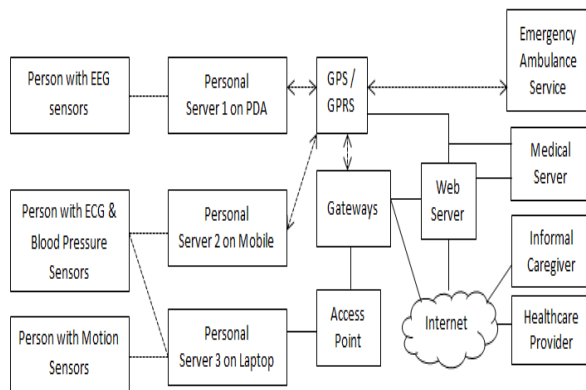 Person with EEG
sensors
Personal
Server 1 on PDA
GPS /
GPRS
Emergency
Ambulance
Service
Person with ECG &
Blood Pressure
Sensors
Personal
Server 2 on Mobile
Gateways
Web
Server
Medical
Server
Informal
Caregiver
Person with Motion
Sensors
Personal
Server 3 on Laptop
Access
Point
Internet
Healthcare
Provider